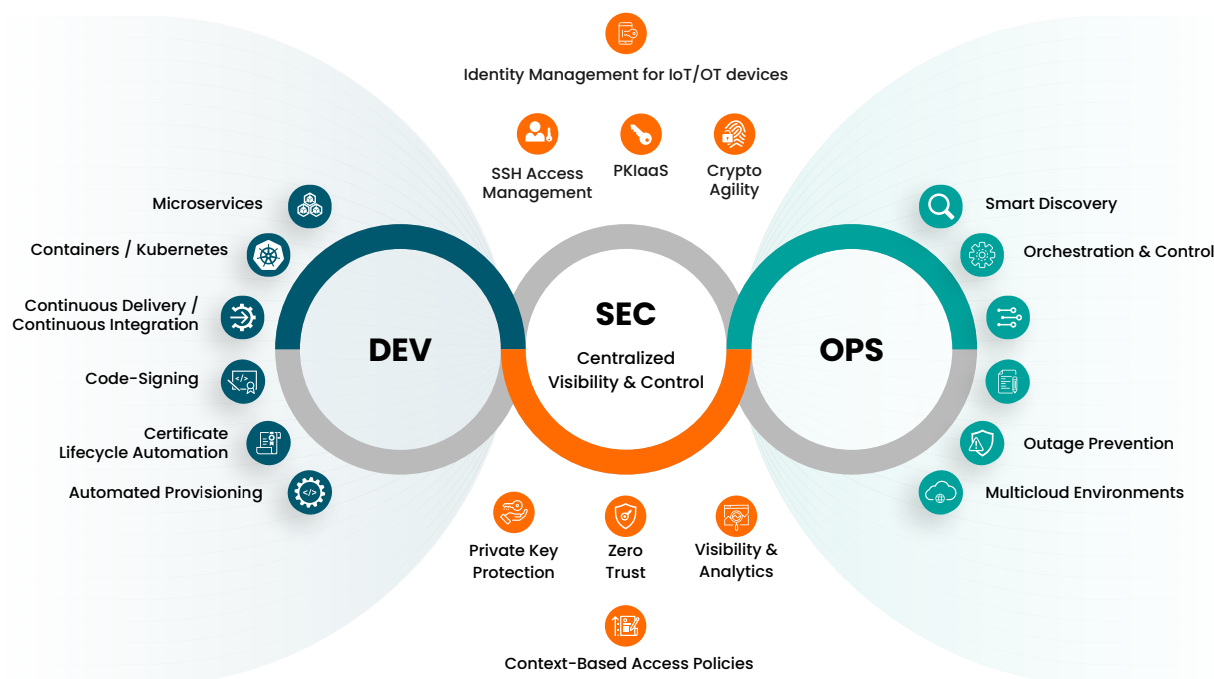 Identity Management for IoT/OT devices
SSH Access
Management
PKIaaS
Crypto
Agility
Microservices
Containers / Kubernetes
Continuous Delivery /
Continuous Integration
Code-Signing
Certificate
Lifecycle Automation
Automated Provisioning
DEV
SEC
Centralized
Visibility & Control
OPS
Smart Discovery
Orchestration & Control
Outage Prevention
Multicloud Environments
Private Key
Protection
Zero
Trust
Visibility &
Analytics
Context-Based Access Policies